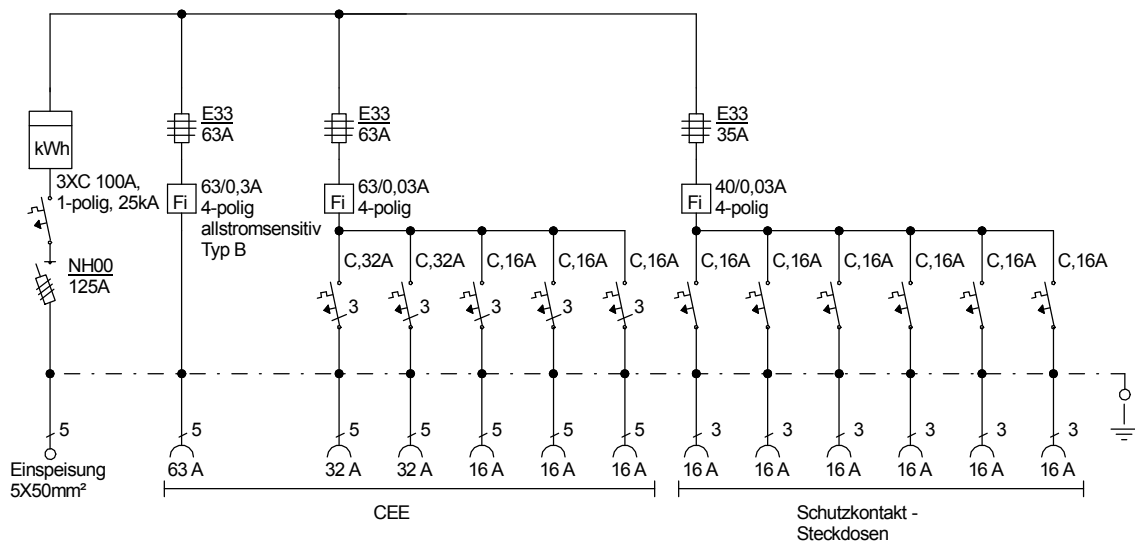 E33
63A
E33
63A
E33
35A
kWh
3XC 100A,
1-polig, 25kA
Fi
63/0,3A
4-polig
allstromsensitiv
Typ B
Fi
63/0,03A
4-polig
Fi
40/0,03A
4-polig
NH00
125A
C,32A
C,32A
C,16A
C,16A
C,16A
C,16A
C,16A
C,16A
C,16A
C,16A
C,16A
3
3
3
3
3
5
5
5
5
5
5
5
3
3
3
3
3
3
Einspeisung
5X50mm²
63 A
32 A
32 A
16 A
16 A
16 A
16 A
16 A
16 A
16 A
16 A
16 A
CEE
Schutzkontakt -
Steckdosen